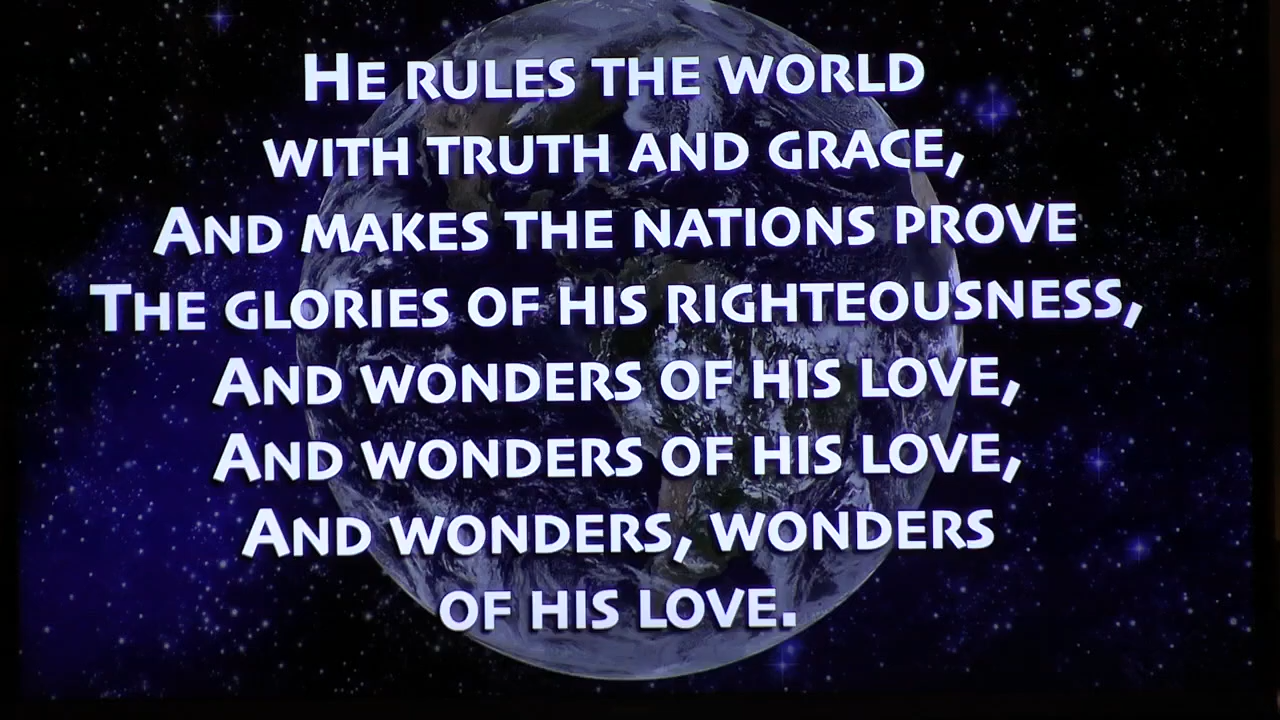 He rules the world
with truth and grace,
And makes the nations prove
The glories of his righteousness,
And wonders of his love,
And wonders of his love,
And wonders, wonders
of his love.